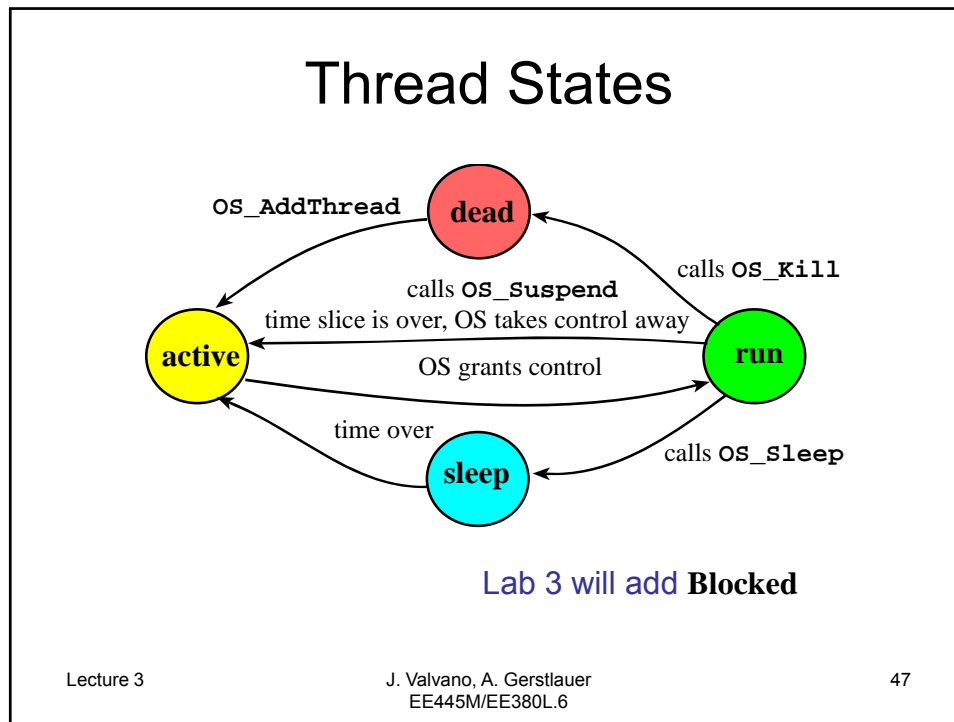 Thread States
OS_AddThread
dead
calls OS_Kill
calls OS_Suspend
time slice is over, OS takes control away
active
run
OS grants control
time over
sleep
calls OS_Sleep
Lab 3 will add Blocked
Lecture 3
J. Valvano, A. Gerstlauer
EE445M/EE380L.6
47